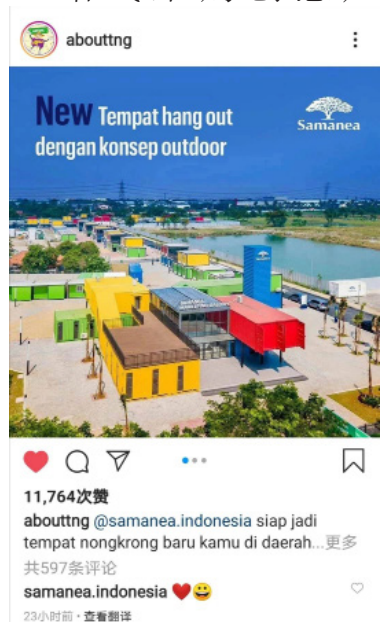 abouttng
New Tempat hang out
dengan konsep outdoor
Samanea
11,764次赞
abouttng @samanea.indonesia siap jadi
tempat nongkrong baru kamu di daerah...更多
共597条评论
samanea.indonesia ❤️😀
23小时前 · 查看翻译